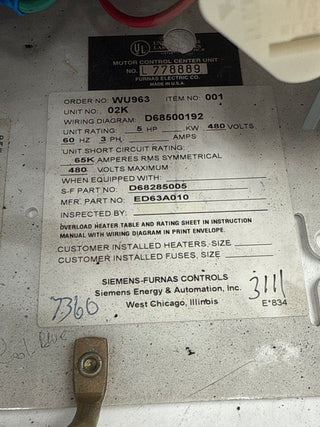 UL
MOTOR CONTROL CENTER UNIT
NO. L 778889
FURNAS ELECTRIC CO.
MADE IN U.S.A.
ORDER NO: WU963 ITEM NO: 001
UNIT NO: 02K
WIRING DIAGRAM: D68500192
UNIT RATING: 5 HP KW 480 VOLTS
60 HZ 3 PH. AMPS
UNIT SHORT CIRCUIT RATING:
65K AMPERES RMS SYMMETRICAL
480 VOLTS MAXIMUM
WHEN EQUIPPED WITH:
S-F PART NO: D68285005
MFR. PART NO: ED63A010
INSPECTED BY:
OVERLOAD HEATER TABLE AND RATING SHEET IN INSTRUCTION
MANUAL WITH WIRING DIAGRAM IN PRINT ENVELOPE.
CUSTOMER INSTALLED HEATERS, SIZE
CUSTOMER INSTALLED FUSES, SIZE
SIEMENS-FURNAS CONTROLS
Siemens Energy & Automation, Inc.
West Chicago, Illinois
7360
3111
E*834